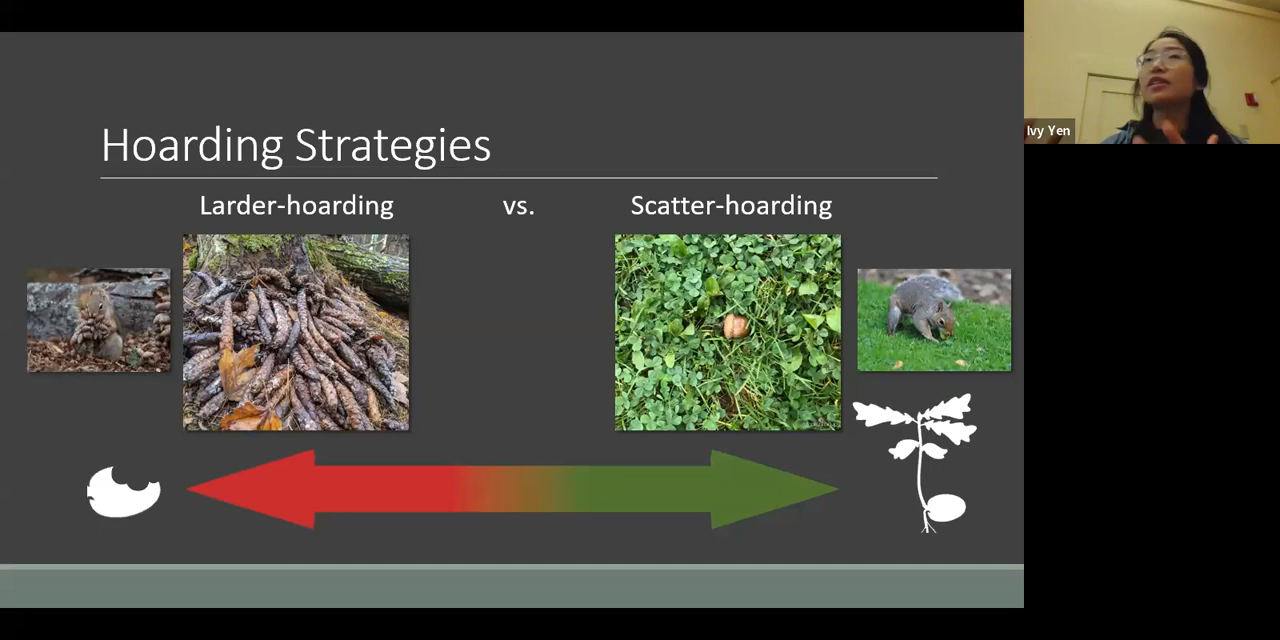 Hoarding Strategies
Larder-hoarding vs. Scatter-hoarding
Ivy Yen